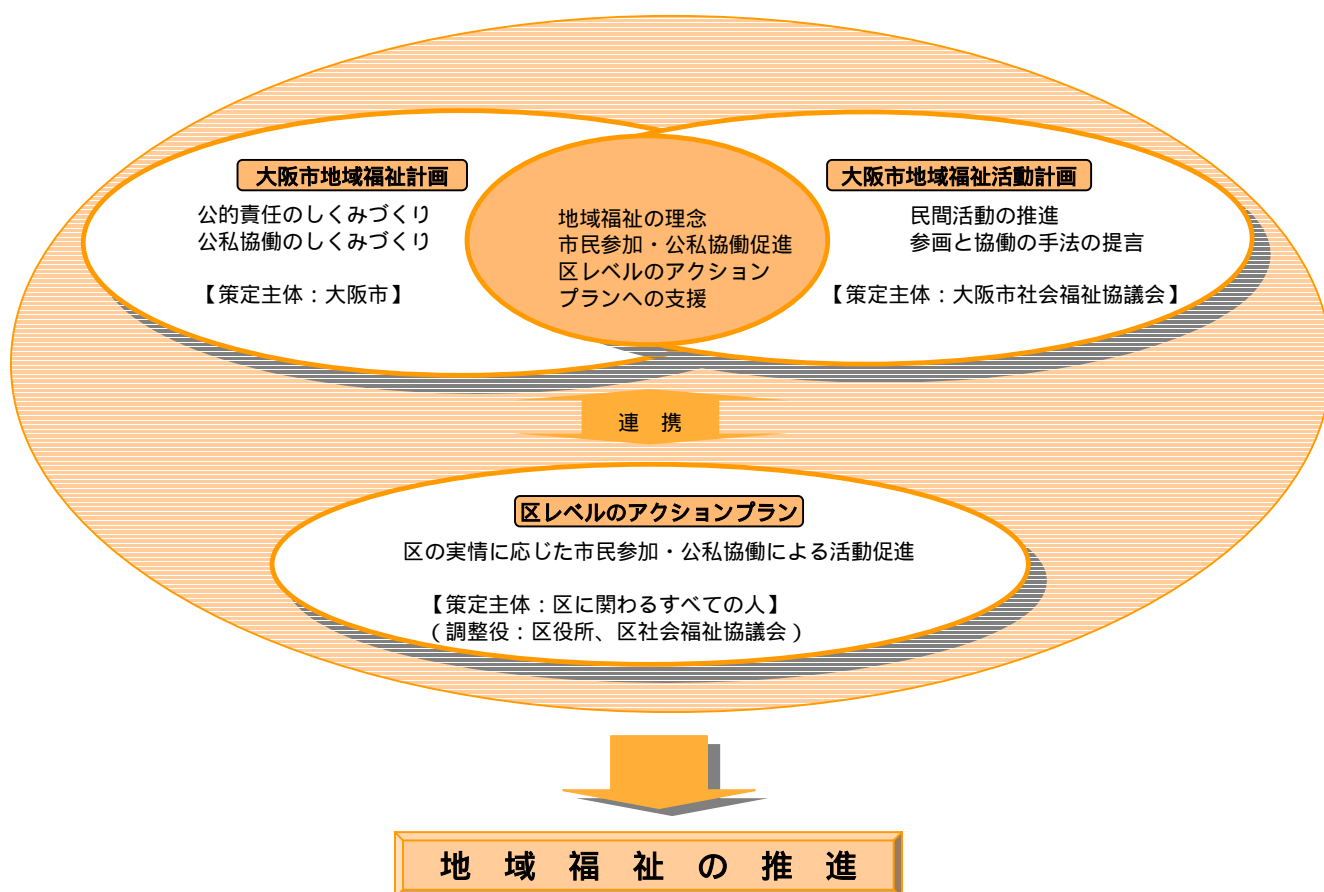 大阪市地域福祉計画
公的責任のしくみづくり
公私協働のしくみづくり
【策定主体：大阪市】
地域福祉の理念
市民参加・公私協働促進
区レベルのアクション
プランへの支援
大阪市地域福祉活動計画
民間活動の推進
参画と協働の手法の提言
【策定主体：大阪市社会福祉協議会】
連　携
区レベルのアクションプラン
区の実情に応じた市民参加・公私協働による活動促進
【策定主体：区に関わるすべての人】
（調整役：区役所、区社会福祉協議会）
地　域　福　祉　の　推　進